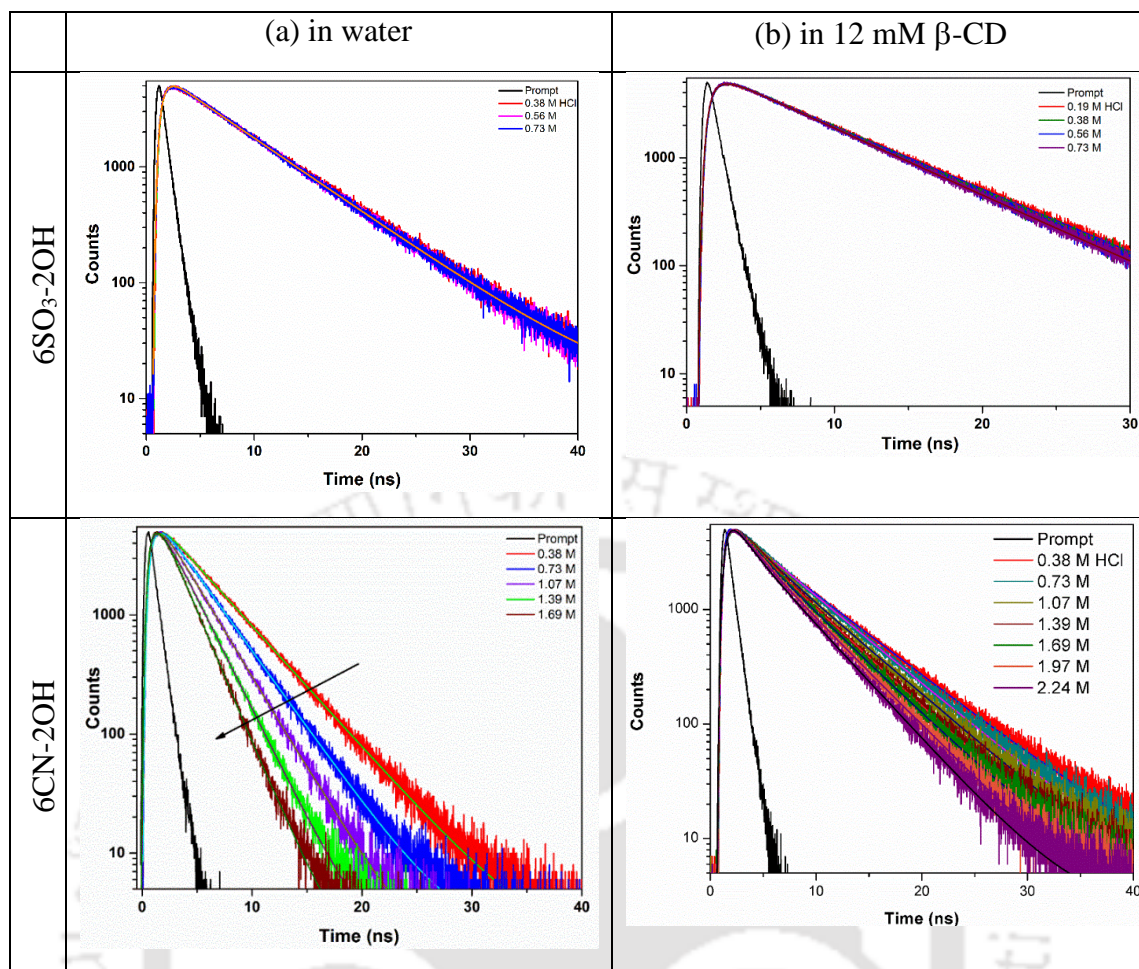 (a) in water
(b) in 12 mM β-CD
6SO₃-2OH
Counts
1000
100
10
0
10
20
30
40
Time (ns)
Prompt
0.38 M HCl
0.56 M
0.73 M
Counts
1000
100
10
0
10
20
30
Time (ns)
Prompt
0.19 M HCl
0.38 M
0.56 M
0.73 M
6CN-2OH
Counts
1000
100
10
0
10
20
30
40
Time (ns)
Prompt
0.38 M
0.73 M
1.07 M
1.39 M
1.69 M
Counts
1000
100
10
0
10
20
30
40
Time (ns)
Prompt
0.38 M HCl
0.73 M
1.07 M
1.39 M
1.69 M
1.97 M
2.24 M